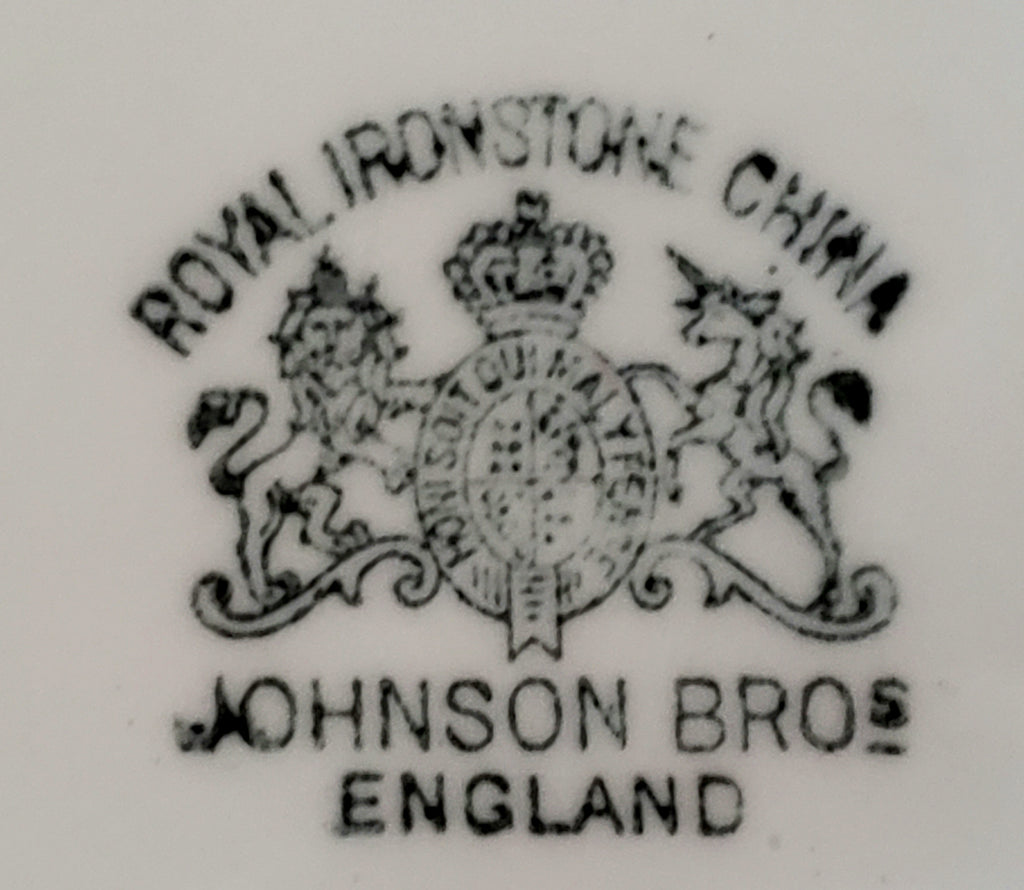 ROYAL IRONSTONE CHINA
HONI SOIT QUI MAL Y PENSE
JOHNSON BROS
ENGLAND